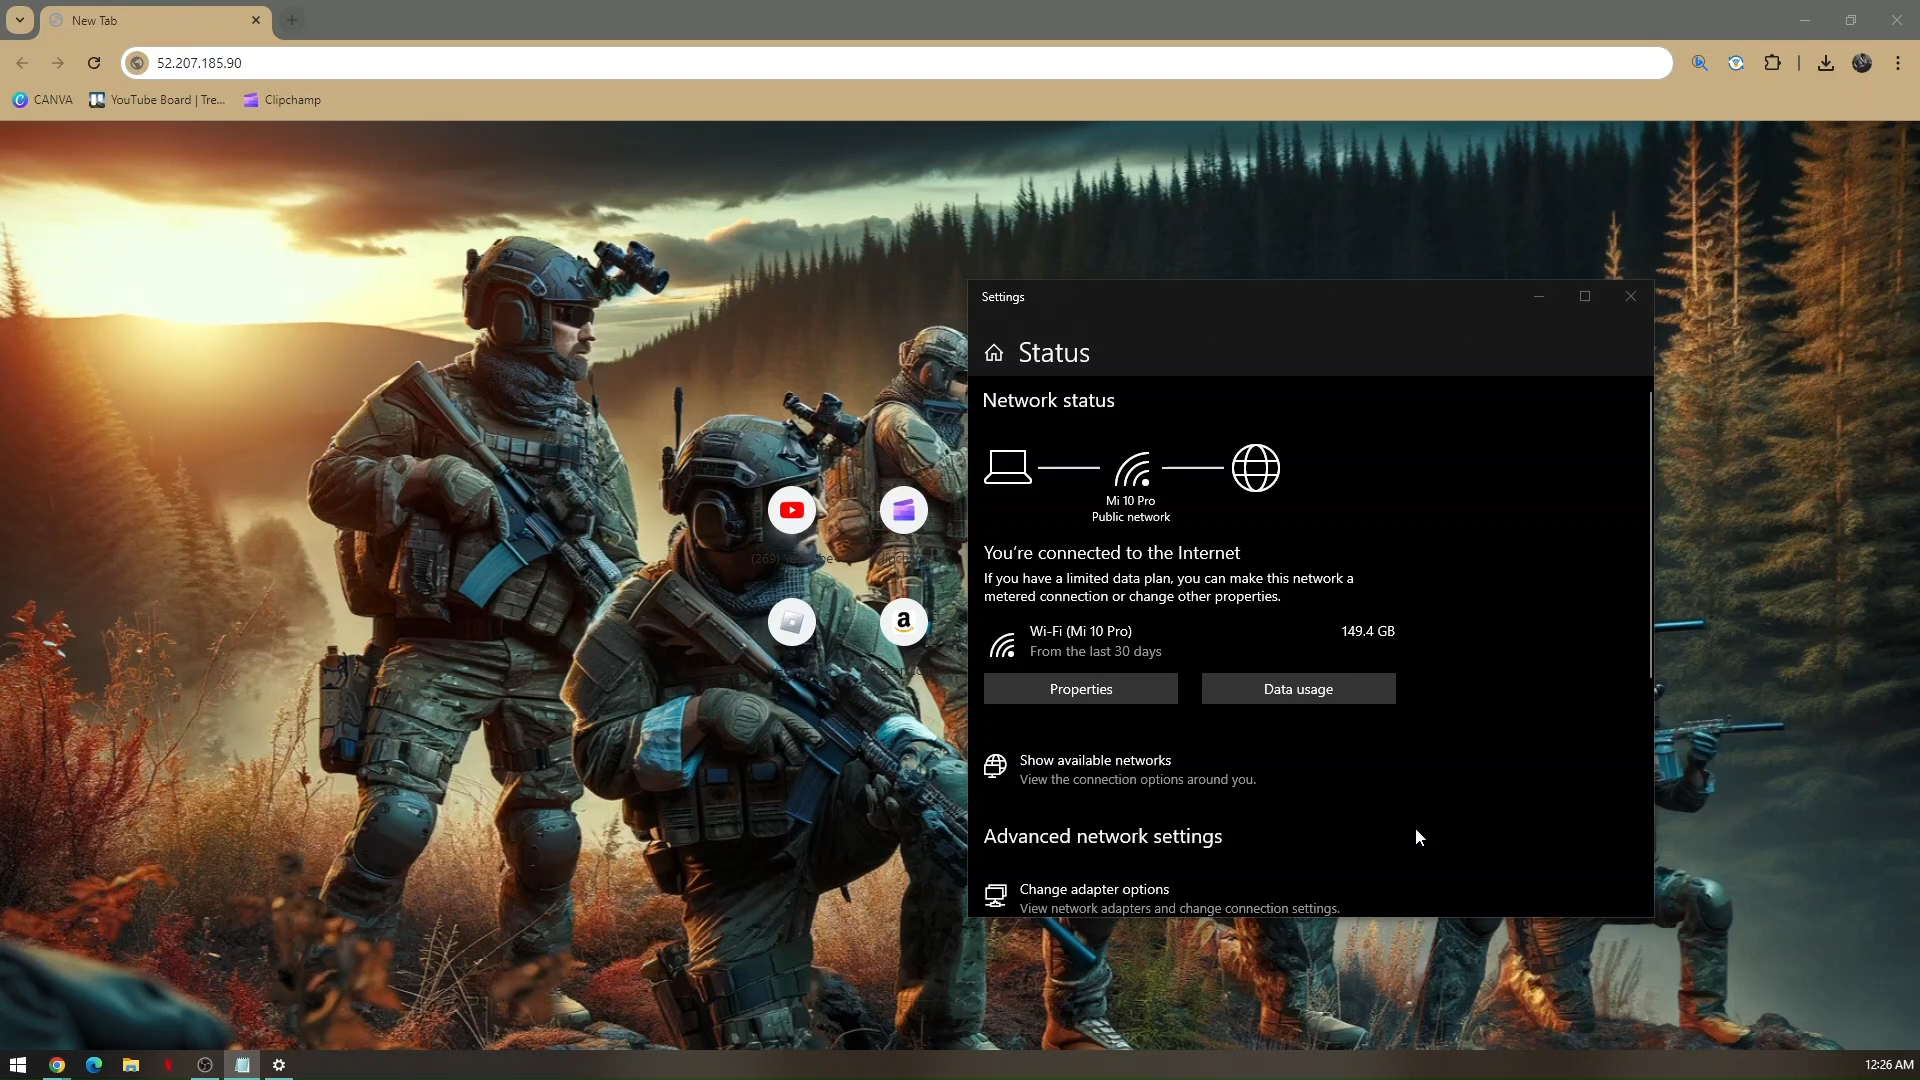 New Tab
52.207.185.90
CANVA
YouTube Board | Tre...
Clipchamp
Settings
Status
Network status
Mi 10 Pro
Public network
You're connected to the Internet
If you have a limited data plan, you can make this network a
metered connection or change other properties.
Wi-Fi (Mi 10 Pro)
149.4 GB
From the last 30 days
Properties
Data usage
Show available networks
View the connection options around you.
Advanced network settings
Change adapter options
View network adapters and change connection settings.
12:26 AM